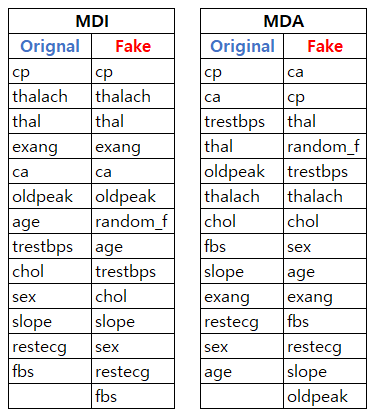 MDI MDA
Orignal Fake Original Fake
cp cp cp ca
thalach thalach ca cp
thal thal trestbps thal
exang exang thal random_f
ca ca oldpeak trestbps
oldpeak oldpeak thalach thalach
age random_f chol chol
trestbps age fbs sex
chol trestbps slope age
sex chol exang exang
slope slope restecg fbs
restecg sex sex restecg
fbs restecg age slope
fbs oldpeak